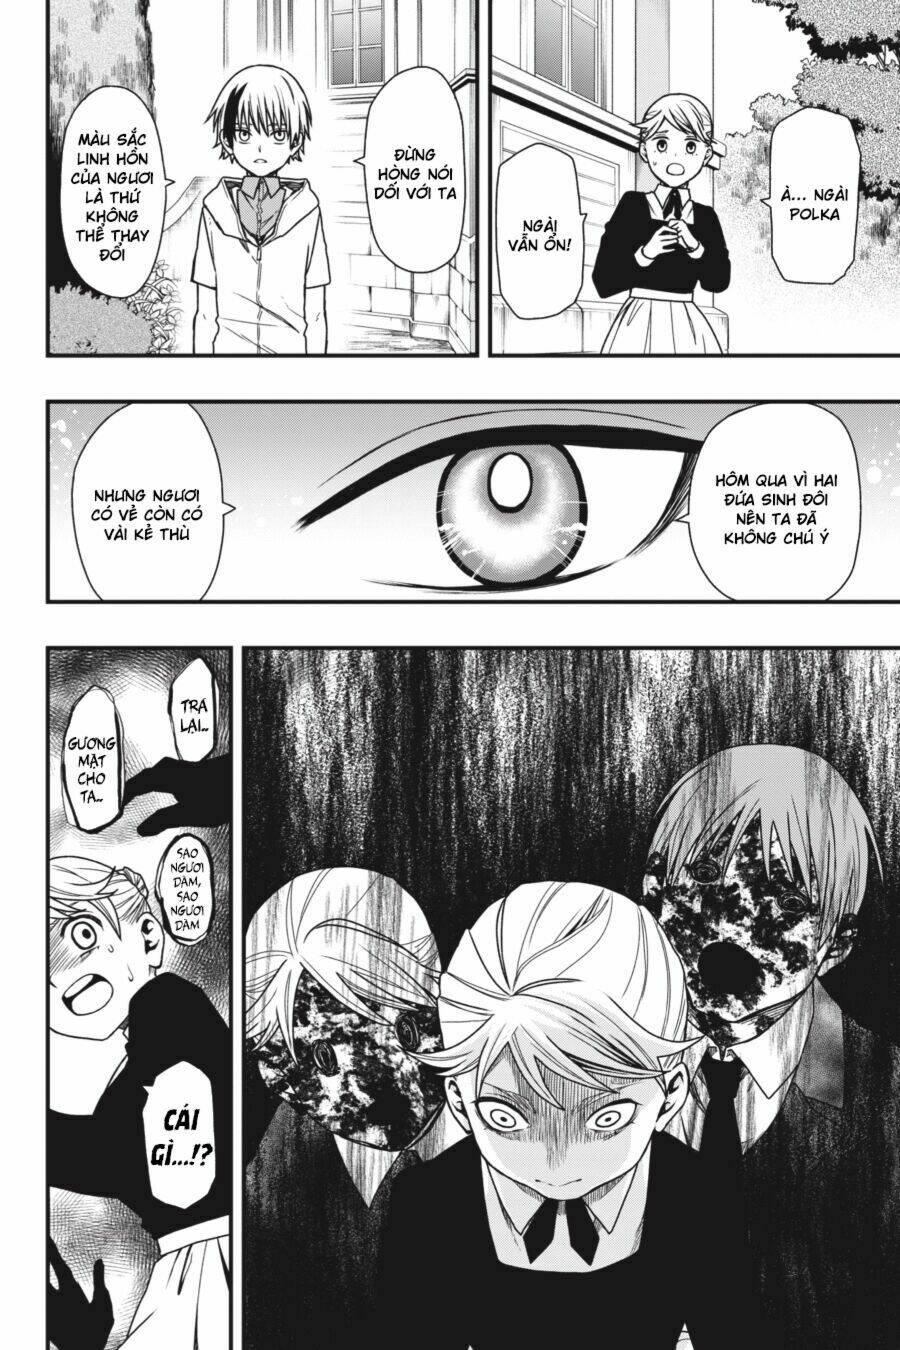 À... NGÀI
POLKA
NGÀI
VẪN ỔN!
ĐỪNG
HÒNG NÓI
DỐI VỚI TA
MÀU SẮC
LINH HỒN
CỦA NGƯƠI
LÀ THỨ
KHÔNG
THỂ THAY
ĐỔI
HÔM QUA VÌ HAI
ĐỨA SINH ĐÔI
NÊN TA ĐÃ
KHÔNG CHÚ Ý
NHƯNG NGƯƠI
CÓ VẺ CÒN CÓ
VÀI KẺ THÙ
TRẢ
LẠI..
GƯƠNG
MẶT
CHO
TA..
SAO
NGƯƠI
DÁM,
SAO
NGƯƠI
DÁM
CÁI
GÌ...!?